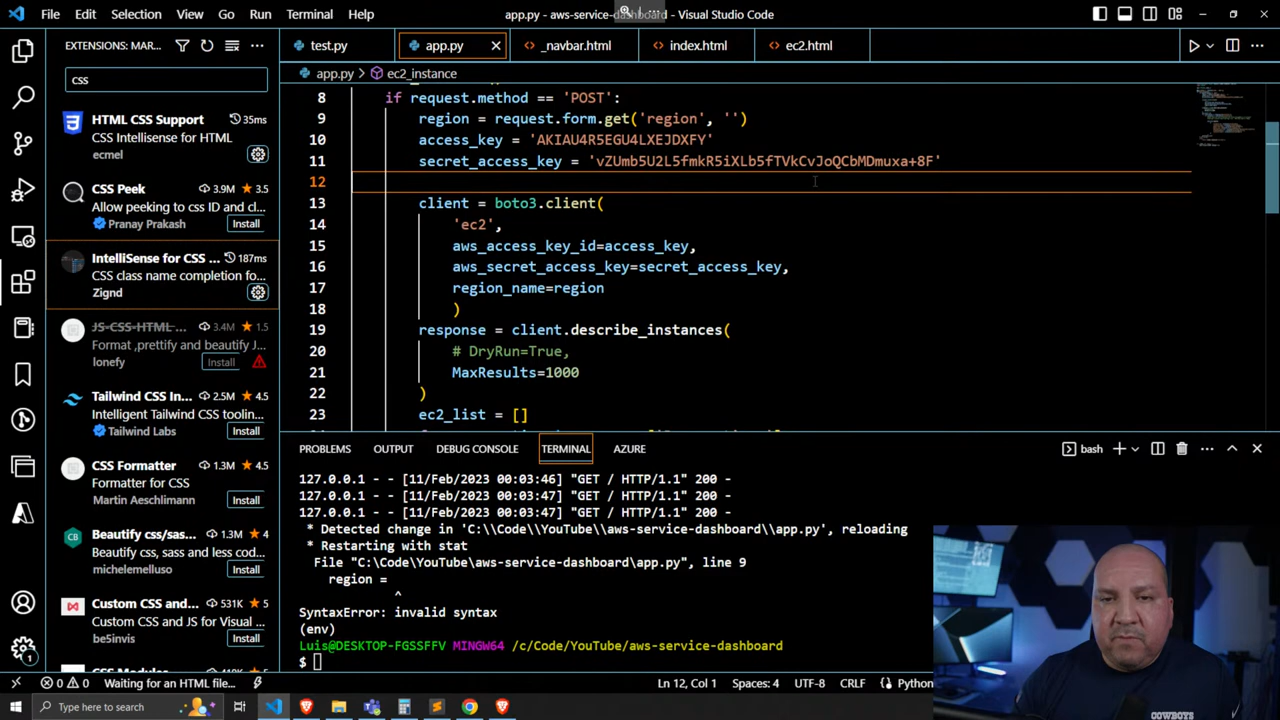 File Edit Selection View Go Run Terminal Help
app.py - aws-service-dashboard - Visual Studio Code
EXTENSIONS: MAR...
test.py
app.py
_navbar.html
index.html
ec2.html
css
app.py > ec2_instance
HTML CSS Support 35ms
CSS Intellisense for HTML
ecmel
CSS Peek 3.9M 3.5
Allow peeking to css ID and cl...
Pranay Prakash Install
IntelliSense for CSS ... 187ms
CSS class name completion fo...
Zignd
JS-CSS-HTML ... 3.4M 1.5
Format ,prettify and beautify J...
lonefy Install
Tailwind CSS In... 2.5M 4.5
Intelligent Tailwind CSS toolin...
Tailwind Labs Install
CSS Formatter 1.3M 4.5
Formatter for CSS
Martin Aeschlimann Install
Beautify css/sas... 1.3M 4
Beautify css, sass and less cod...
michelemelluso Install
Custom CSS and... 531K 5
Custom CSS and JS for Visual ...
be5invis Install
8 if request.method == 'POST':
9 region = request.form.get('region', '')
10 access_key = 'AKIAU4R5EGU4LXEJDXFY'
11 secret_access_key = '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'
12
13 client = boto3.client(
14 'ec2',
15 aws_access_key_id=access_key,
16 aws_secret_access_key=secret_access_key,
17 region_name=region
18 )
19 response = client.describe_instances(
20 # DryRun=True,
21 MaxResults=1000
22 )
23 ec2_list = []
PROBLEMS OUTPUT DEBUG CONSOLE TERMINAL AZURE
bash
127.0.0.1 - - [11/Feb/2023 00:03:46] "GET / HTTP/1.1" 200 -
127.0.0.1 - - [11/Feb/2023 00:03:47] "GET / HTTP/1.1" 200 -
127.0.0.1 - - [11/Feb/2023 00:03:47] "GET / HTTP/1.1" 200 -
* Detected change in 'C:\\Code\\YouTube\\aws-service-dashboard\\app.py', reloading
* Restarting with stat
File "C:\Code\YouTube\aws-service-dashboard\app.py", line 9
region =
^
SyntaxError: invalid syntax
(env)
Luis@DESKTOP-FGSSFFV MINGW64 /c/Code/YouTube/aws-service-dashboard
$
1
0 0 Waiting for an HTML file...
Ln 12, Col 1 Spaces: 4 UTF-8 CRLF Python
Type here to search
COWBOYS